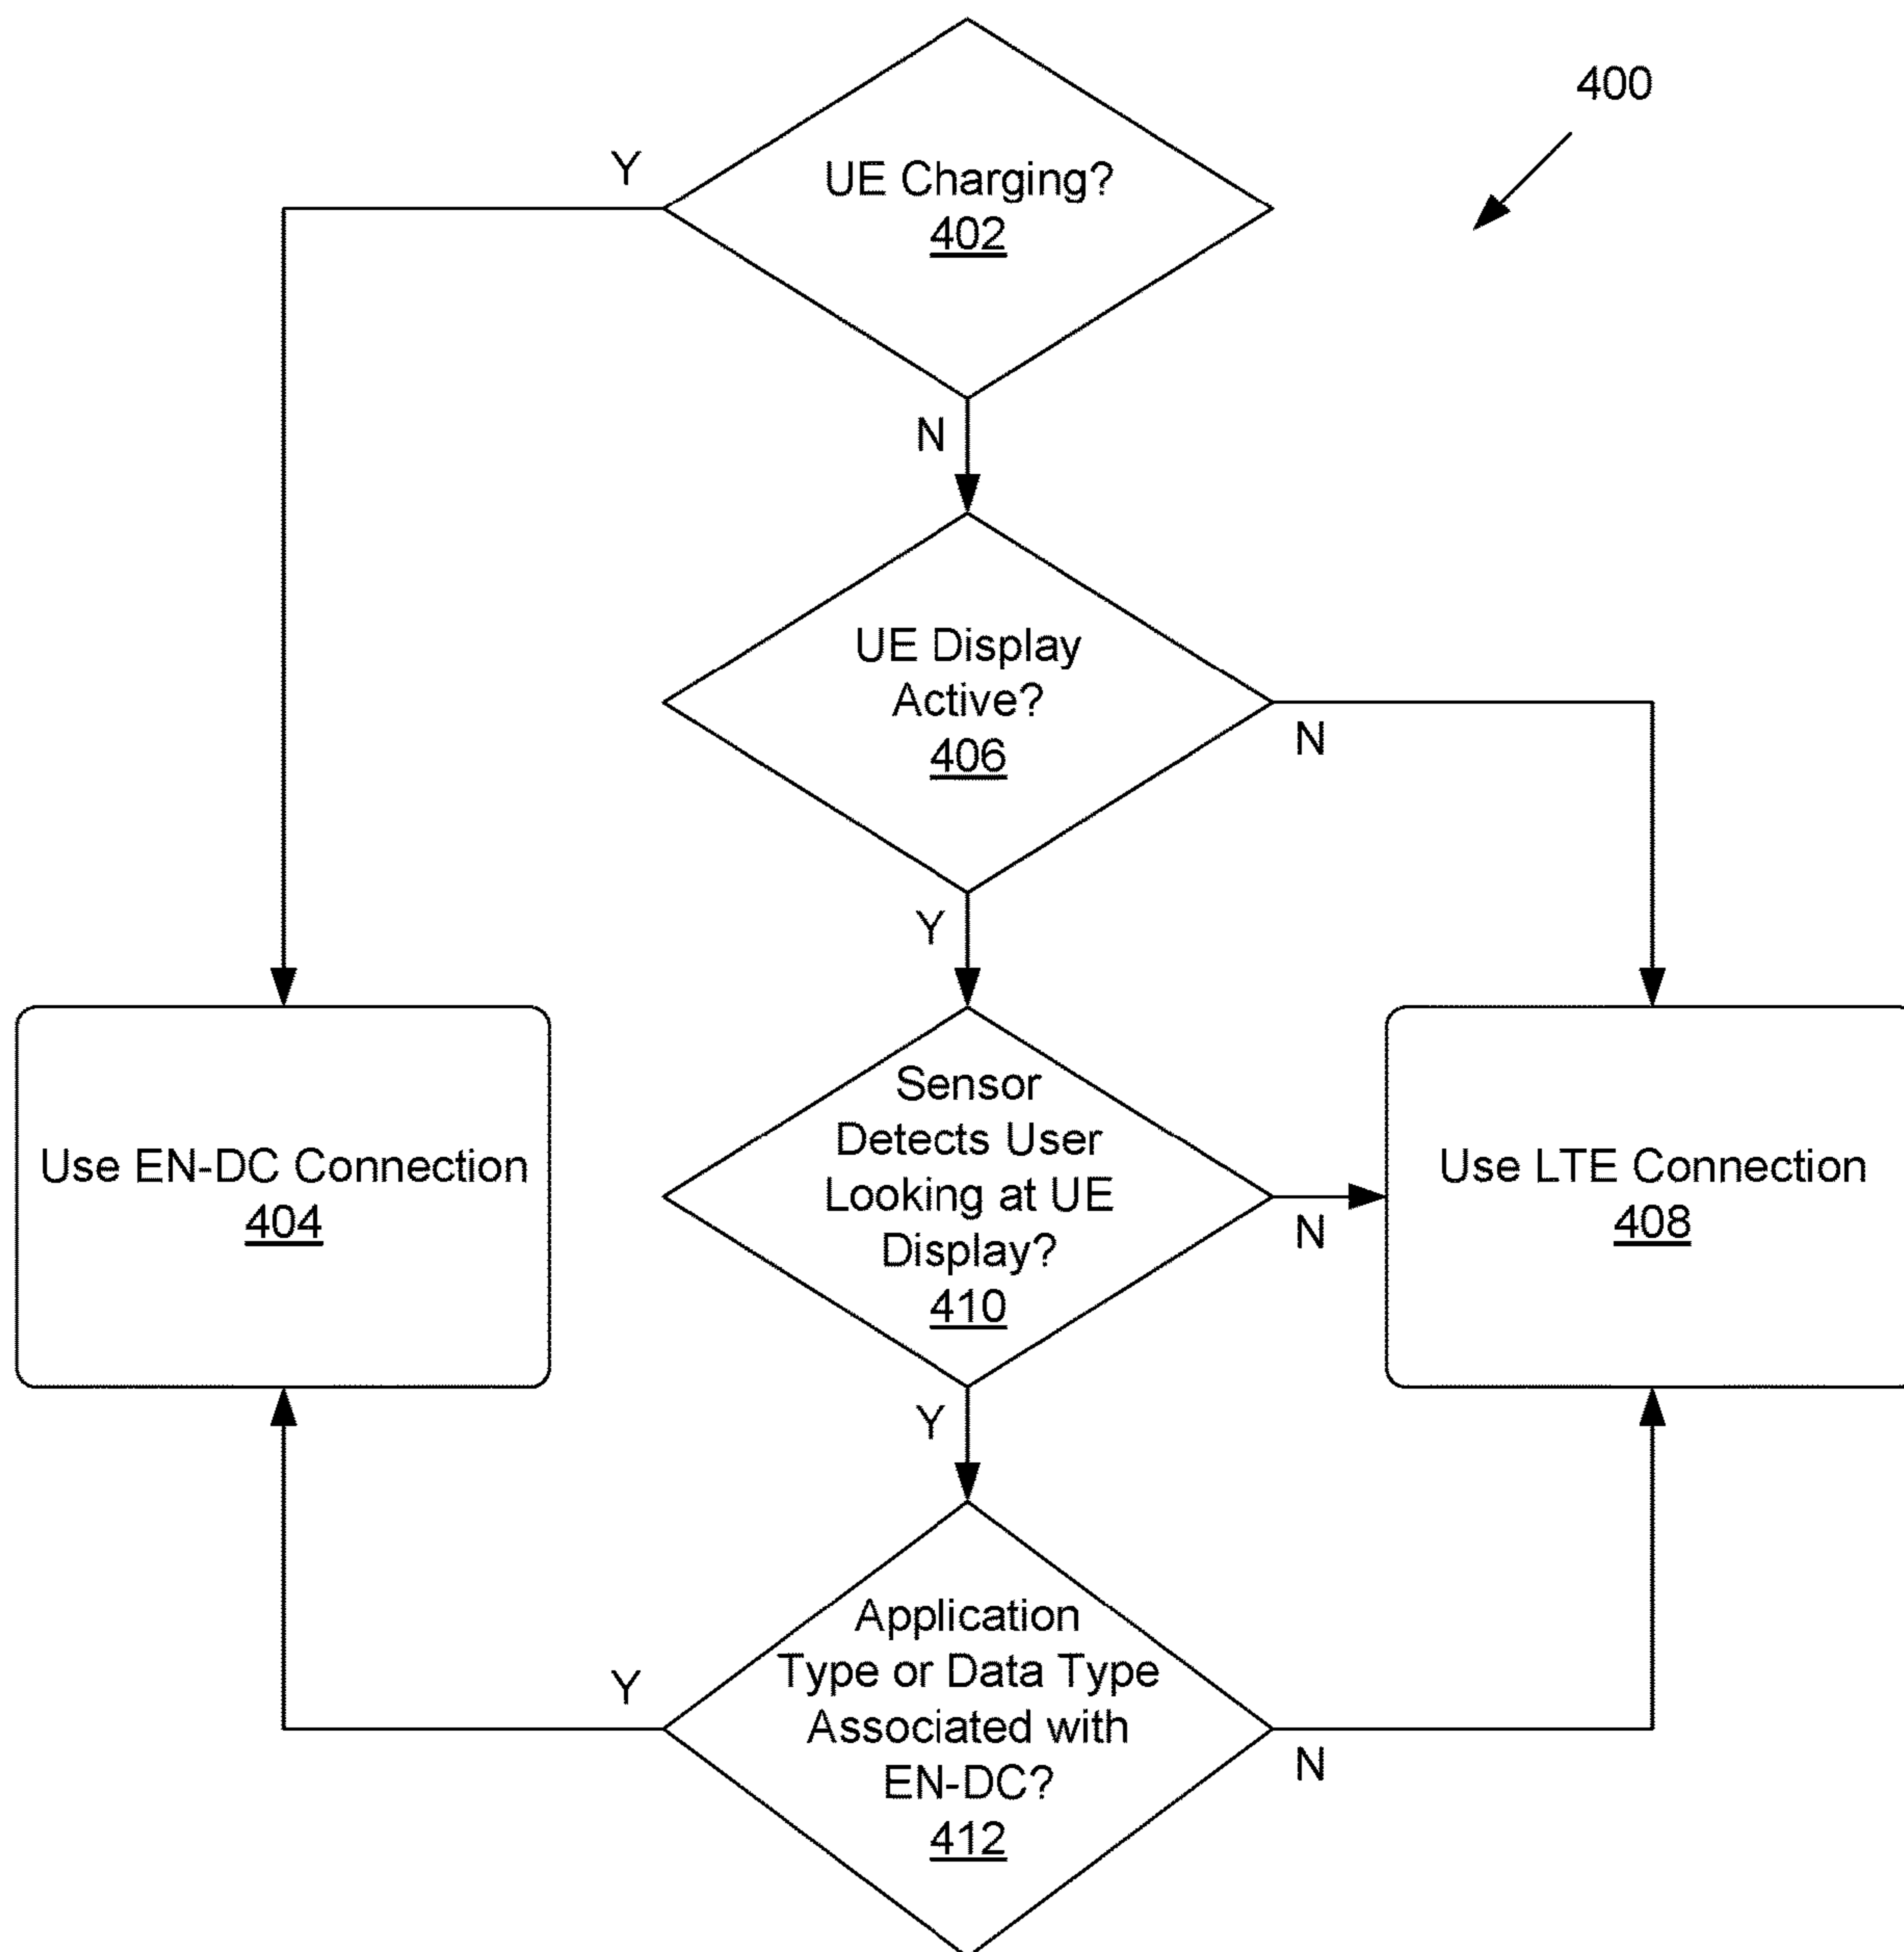 400
Y
UE Charging?
402
N
UE Display
Active?
406
N
Y
Sensor
Detects User
Looking at UE
Display?
410
N
Use EN-DC Connection
404
Use LTE Connection
408
Y
Application
Type or Data Type
Associated with
EN-DC?
412
Y
N